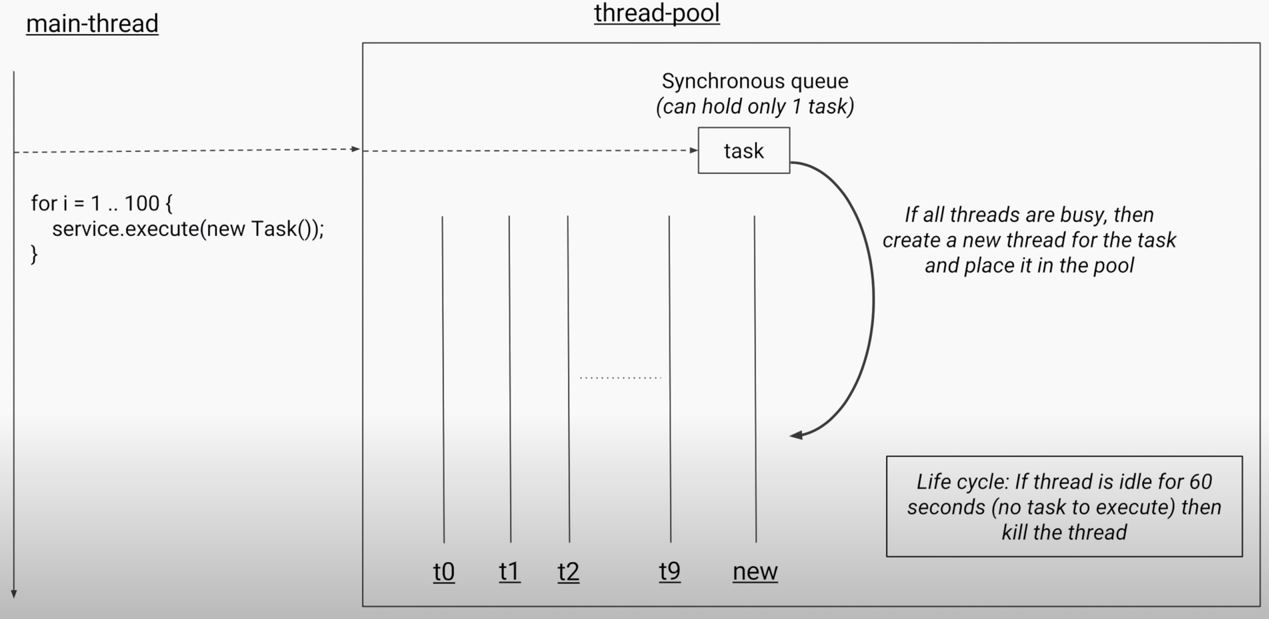 main-thread
thread-pool
Synchronous queue
(can hold only 1 task)
task
for i = 1 .. 100 {
service.execute(new Task());
}
If all threads are busy, then
create a new thread for the task
and place it in the pool
Life cycle: If thread is idle for 60
seconds (no task to execute) then
kill the thread
t0
t1
t2
t9
new